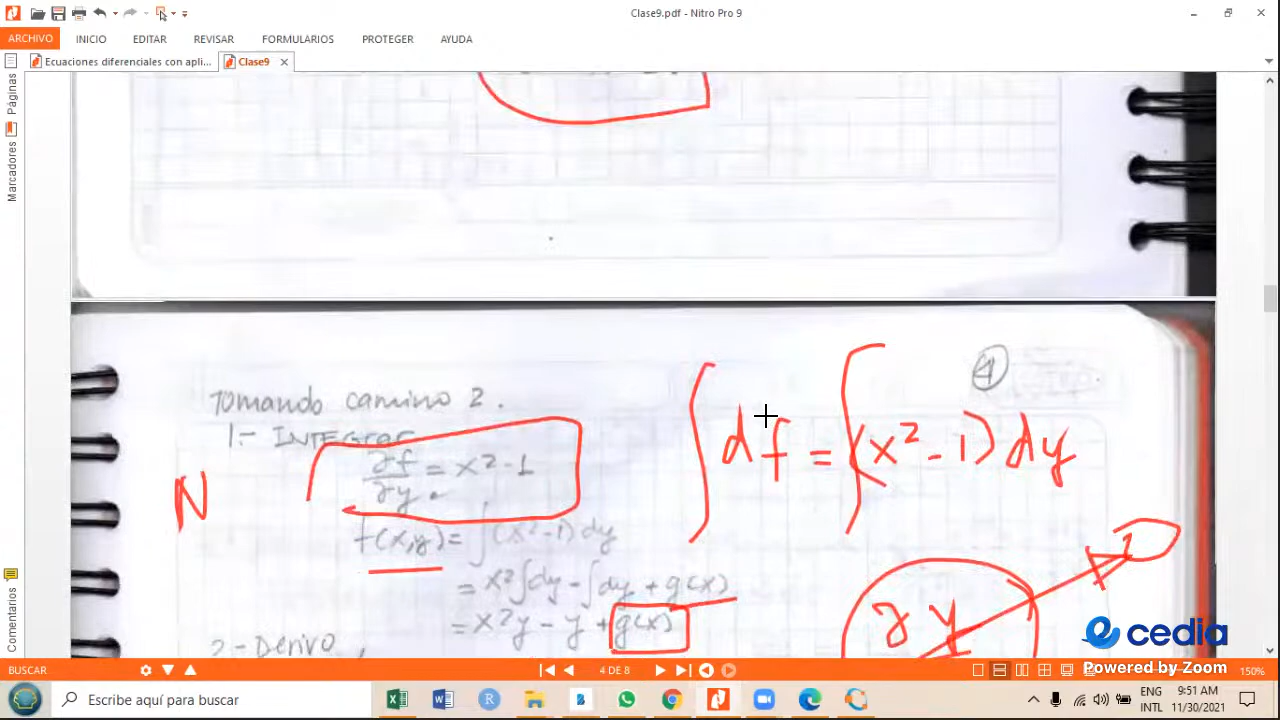 Clase9.pdf - Nitro Pro 9
ARCHIVO INICIO EDITAR REVISAR FORMULARIOS PROTEGER AYUDA
Ecuaciones diferenciales con apli... Clase9
Páginas
Marcadores
Comentarios
4
Tomando camino 2.
1.- INTEGRAR
∂f/∂y = x² - 1
N
∫ df = ∫ (x² - 1) dy
f(x,y) = ∫(x² - 1) dy
= x² ∫dy - ∫dy + g(x)
= x²y - y + g(x)
∂y
2 - Derivo
cedia
Powered by Zoom
BUSCAR 4 DE 8 150%
Escribe aquí para buscar
ENG
INTL
9:51 AM
11/30/2021